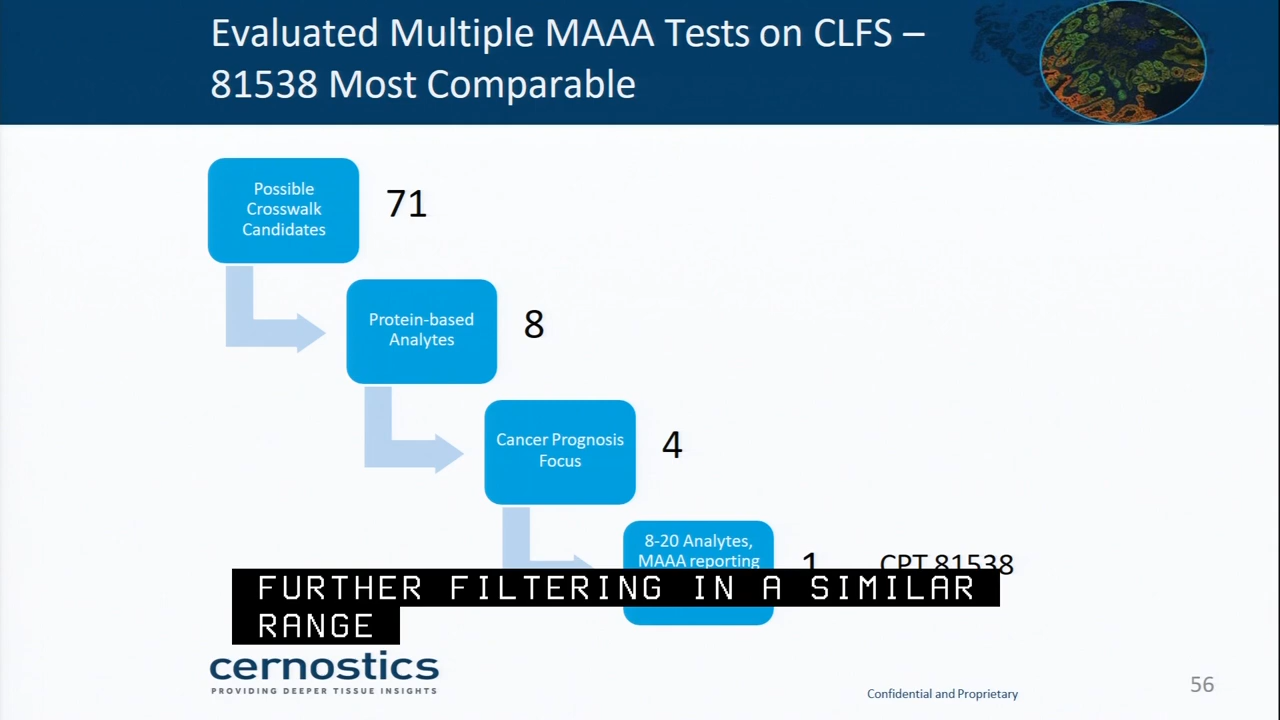 Evaluated Multiple MAAA Tests on CLFS –
81538 Most Comparable
Possible
Crosswalk
Candidates
71
Protein-based
Analytes
8
Cancer Prognosis
Focus
4
8-20 Analytes,
MAAA reporting
1
CPT 81538
FURTHER FILTERING IN A SIMILAR
RANGE
cernostics
PROVIDING DEEPER TISSUE INSIGHTS
Confidential and Proprietary
56